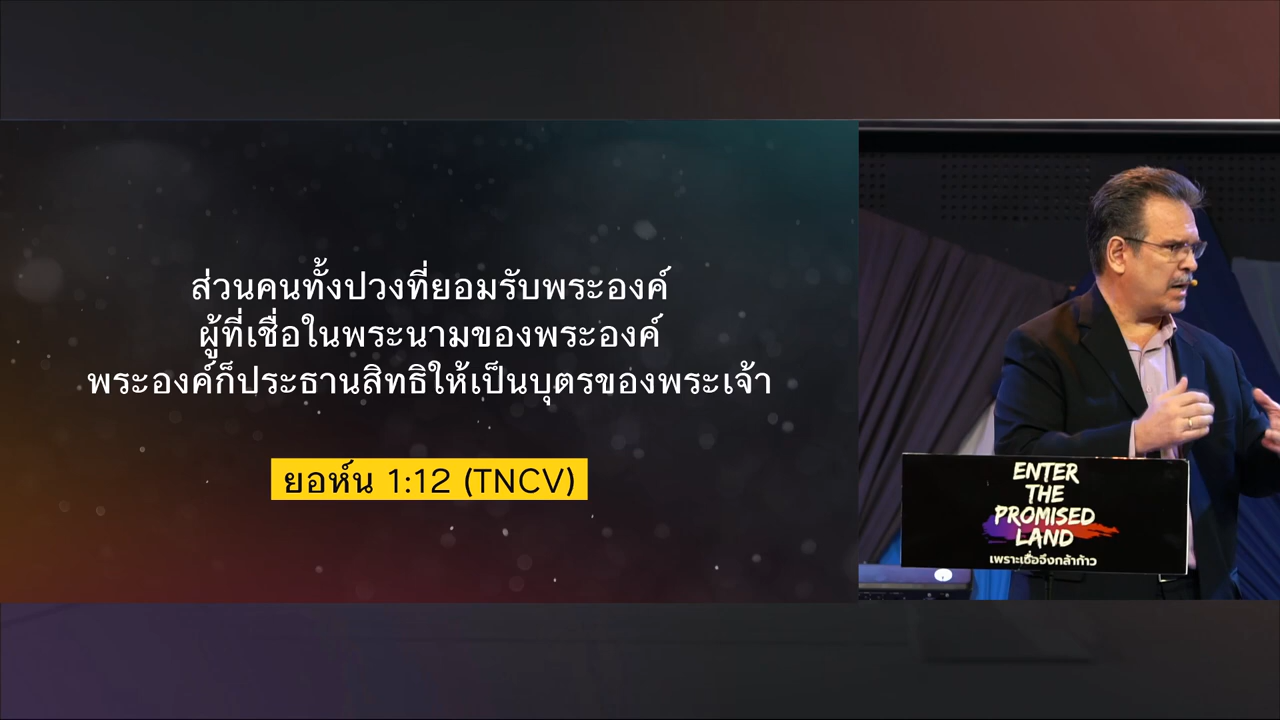 ส่วนคนทั้งปวงที่ยอมรับพระองค์
ผู้ที่เชื่อในพระนามของพระองค์
พระองค์ก็ประธานสิทธิให้เป็นบุตรของพระเจ้า
ยอห์น 1:12 (TNCV)
ENTER
THE
PROMISED
LAND
เพราะเชื่อจึงกล้าก้าว